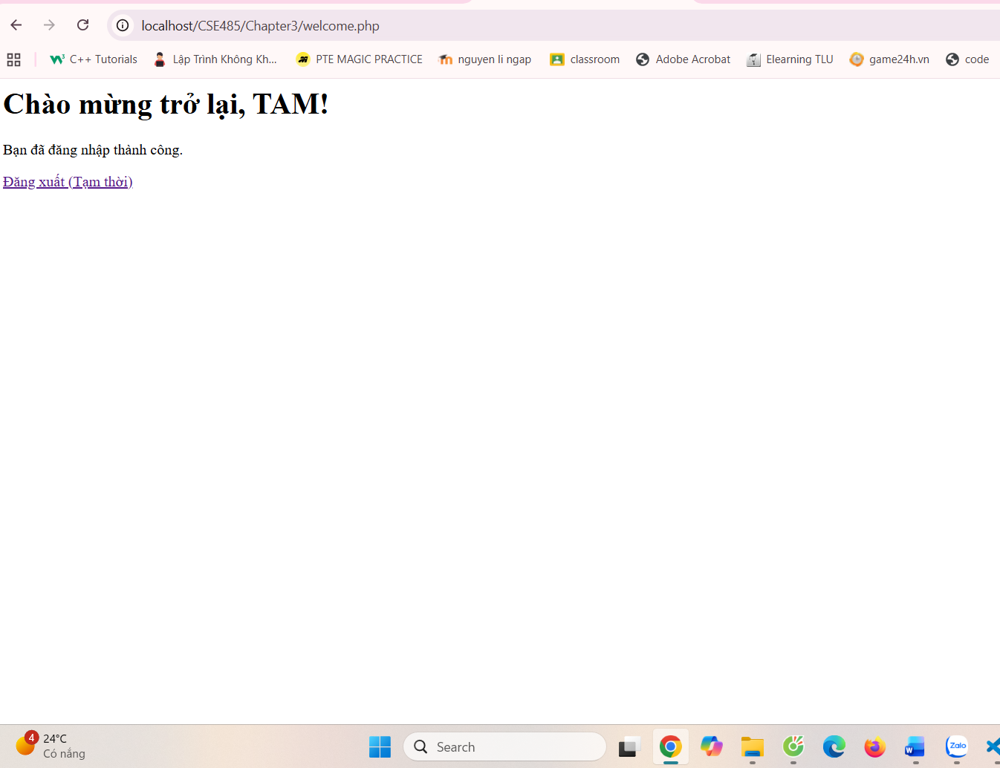 localhost/CSE485/Chapter3/welcome.php
C++ Tutorials Lập Trình Không Kh... PTE MAGIC PRACTICE nguyen li ngap classroom Adobe Acrobat Elearning TLU game24h.vn code
Chào mừng trở lại, TAM!
Bạn đã đăng nhập thành công.
Đăng xuất (Tạm thời)
4 24°C
Có nắng
Search
Zalo